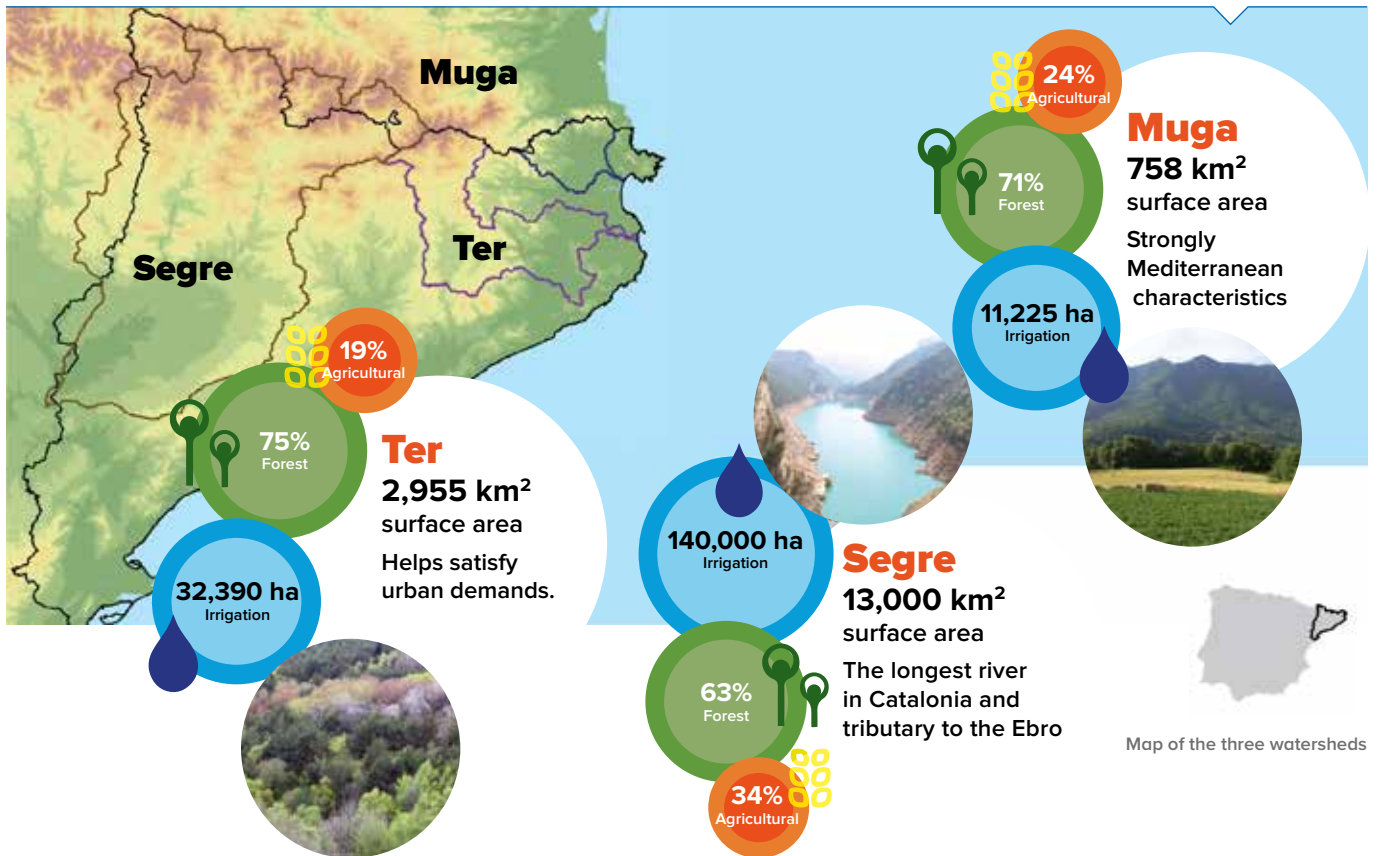 Muga
Segre
Ter
19%
Agricultural
75%
Forest
32,390 ha
Irrigation
Ter
2,955 km²
surface area
Helps satisfy
urban demands.
24%
Agricultural
71%
Forest
11,225 ha
Irrigation
Muga
758 km²
surface area
Strongly
Mediterranean
characteristics
140,000 ha
Irrigation
63%
Forest
34%
Agricultural
Segre
13,000 km²
surface area
The longest river
in Catalonia and
tributary to the Ebro
Map of the three watersheds